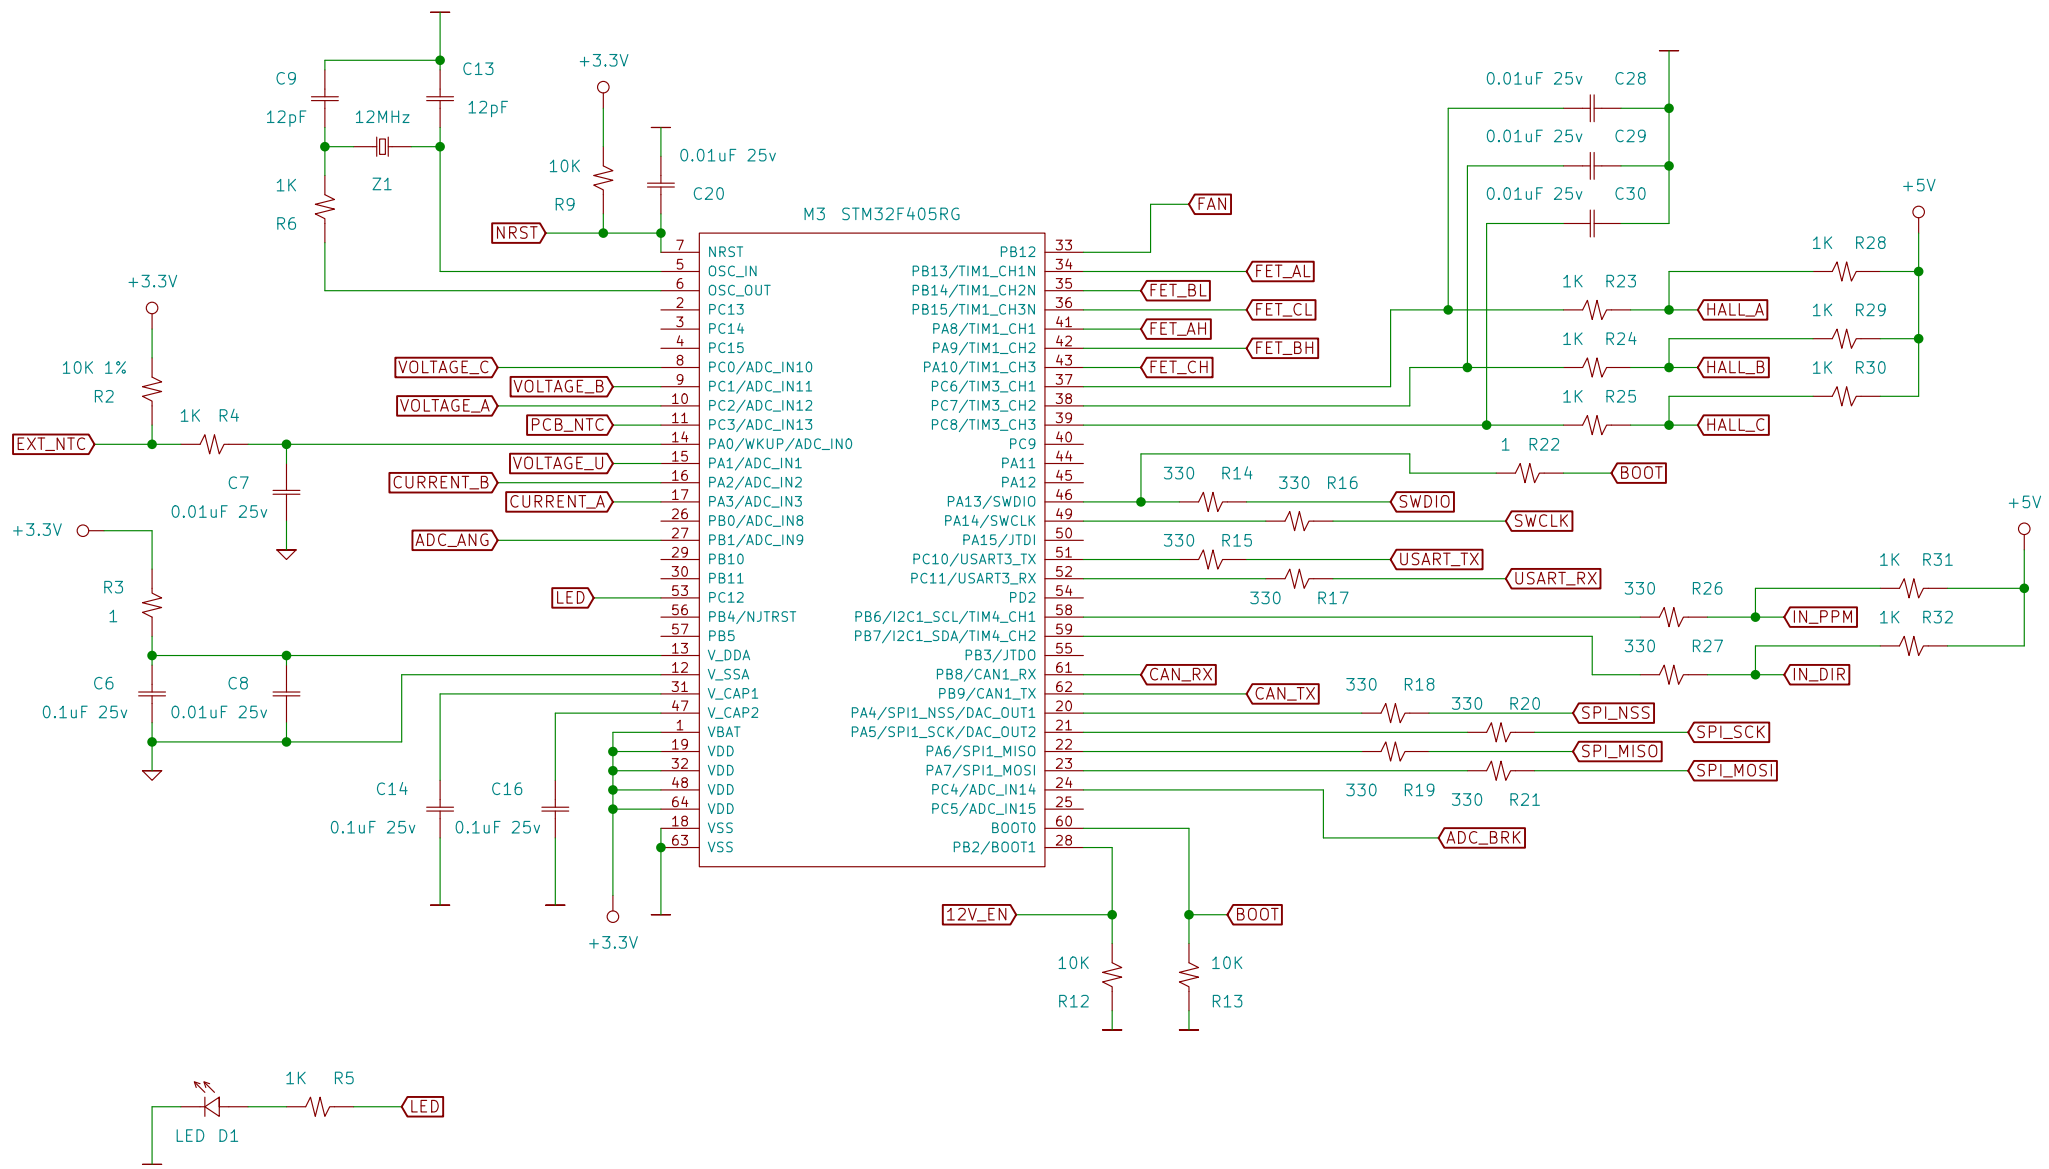 C9
12pF
12MHz
Z1
C13
12pF
1K
R6
+3.3V
10K
R9
0.01uF 25v
C20
NRST
M3 STM32F405RG
+3.3V
10K 1%
R2
1K R4
EXT_NTC
C7
0.01uF 25v
+3.3V
R3
1
C6
0.1uF 25v
C8
0.01uF 25v
C14
0.1uF 25v
C16
0.1uF 25v
+3.3V
VOLTAGE_C
VOLTAGE_B
VOLTAGE_A
PCB_NTC
VOLTAGE_U
CURRENT_B
CURRENT_A
ADC_ANG
LED
7 NRST
5 OSC_IN
6 OSC_OUT
2 PC13
3 PC14
4 PC15
8 PC0/ADC_IN10
9 PC1/ADC_IN11
10 PC2/ADC_IN12
11 PC3/ADC_IN13
14 PA0/WKUP/ADC_IN0
15 PA1/ADC_IN1
16 PA2/ADC_IN2
17 PA3/ADC_IN3
26 PB0/ADC_IN8
27 PB1/ADC_IN9
29 PB10
30 PB11
53 PC12
56 PB4/NJTRST
57 PB5
13 V_DDA
12 V_SSA
31 V_CAP1
47 V_CAP2
1 VBAT
19 VDD
32 VDD
48 VDD
64 VDD
18 VSS
63 VSS
PB12 33
PB13/TIM1_CH1N 34
PB14/TIM1_CH2N 35
PB15/TIM1_CH3N 36
PA8/TIM1_CH1 41
PA9/TIM1_CH2 42
PA10/TIM1_CH3 43
PC6/TIM3_CH1 37
PC7/TIM3_CH2 38
PC8/TIM3_CH3 39
PC9 40
PA11 44
PA12 45
PA13/SWDIO 46
PA14/SWCLK 49
PA15/JTDI 50
PC10/USART3_TX 51
PC11/USART3_RX 52
PD2 54
PB6/I2C1_SCL/TIM4_CH1 58
PB7/I2C1_SDA/TIM4_CH2 59
PB3/JTDO 55
PB8/CAN1_RX 61
PB9/CAN1_TX 62
PA4/SPI1_NSS/DAC_OUT1 20
PA5/SPI1_SCK/DAC_OUT2 21
PA6/SPI1_MISO 22
PA7/SPI1_MOSI 23
PC4/ADC_IN14 24
PC5/ADC_IN15 25
BOOT0 60
PB2/BOOT1 28
FAN
FET_AL
FET_BL
FET_CL
FET_AH
FET_BH
FET_CH
0.01uF 25v C28
0.01uF 25v C29
0.01uF 25v C30
+5V
1K R28
1K R23
HALL_A
1K R29
1K R24
HALL_B
1K R30
1K R25
HALL_C
1 R22
BOOT
330 R14
SWDIO
330 R16
SWCLK
330 R15
USART_TX
330 R17
USART_RX
+5V
1K R31
330 R26
IN_PPM
1K R32
330 R27
IN_DIR
CAN_RX
CAN_TX
330 R18
SPI_NSS
330 R20
SPI_SCK
SPI_MISO
330 R19
SPI_MOSI
330 R21
ADC_BRK
12V_EN
BOOT
10K
R12
10K
R13
1K R5
LED
LED D1